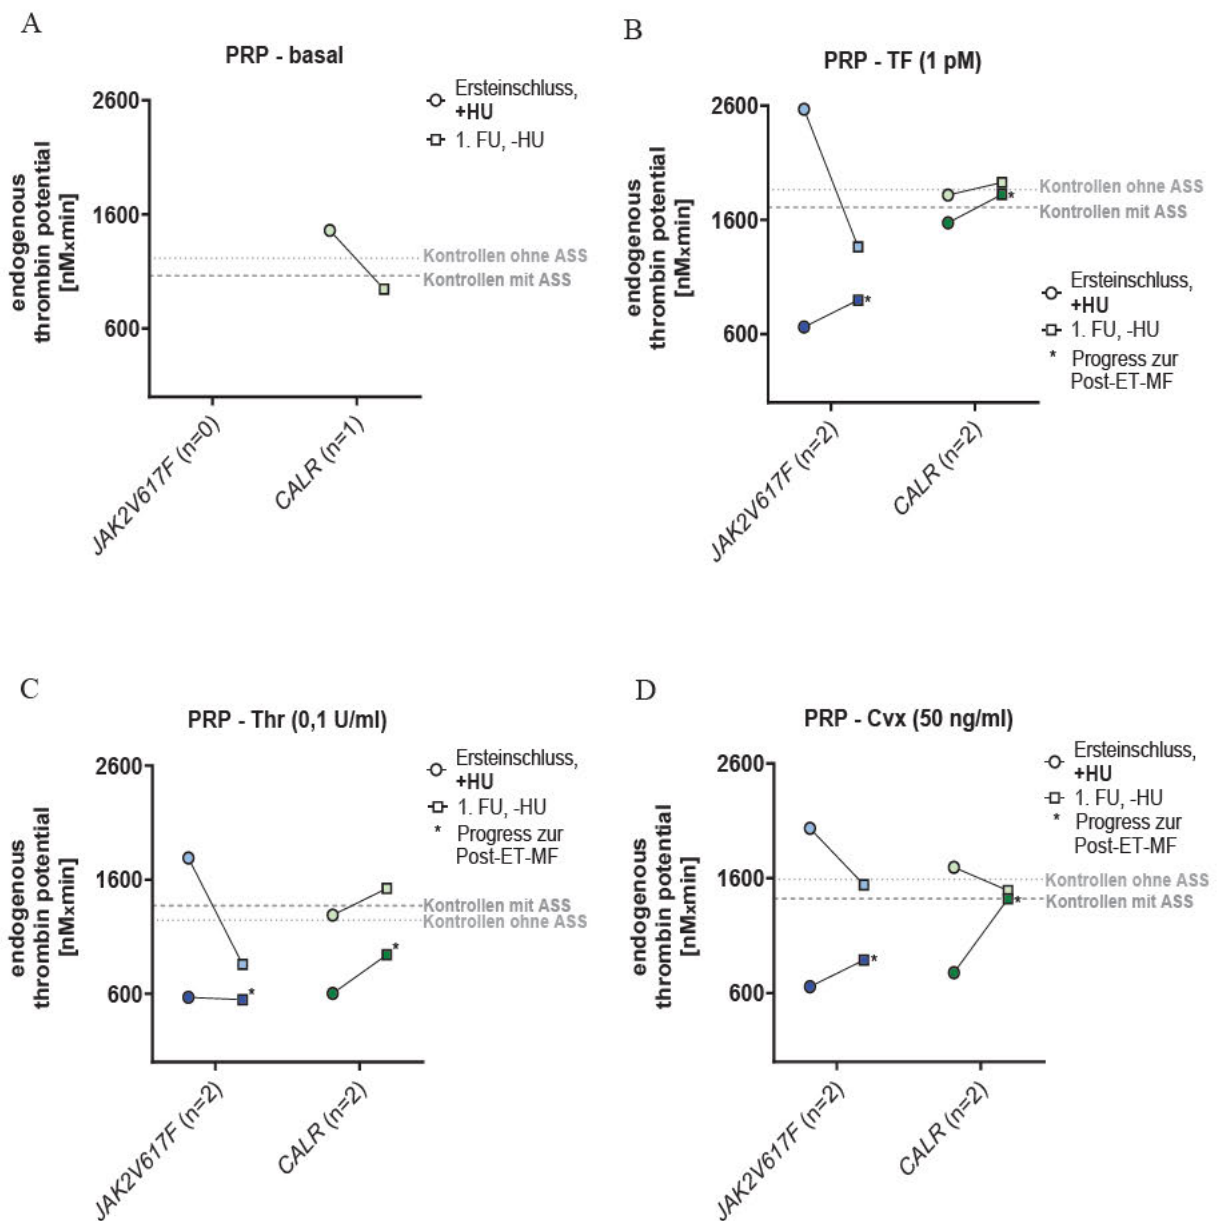 A
PRP - basal
endogenous
thrombin potential
[nMxmin]
2600
1600
600
Ersteinschluss,
+HU
1. FU, -HU
Kontrollen ohne ASS
Kontrollen mit ASS
JAK2V617F (n=0)
CALR (n=1)
B
PRP - TF (1 pM)
endogenous
thrombin potential
[nMxmin]
2600
1600
600
Kontrollen ohne ASS
*
Kontrollen mit ASS
*
Ersteinschluss,
+HU
1. FU, -HU
* Progress zur
Post-ET-MF
JAK2V617F (n=2)
CALR (n=2)
C
PRP - Thr (0,1 U/ml)
endogenous
thrombin potential
[nMxmin]
2600
1600
600
Ersteinschluss,
+HU
1. FU, -HU
* Progress zur
Post-ET-MF
Kontrollen mit ASS
Kontrollen ohne ASS
*
*
JAK2V617F (n=2)
CALR (n=2)
D
PRP - Cvx (50 ng/ml)
endogenous
thrombin potential
[nMxmin]
2600
1600
600
Ersteinschluss,
+HU
1. FU, -HU
* Progress zur
Post-ET-MF
Kontrollen ohne ASS
*
Kontrollen mit ASS
*
JAK2V617F (n=2)
CALR (n=2)